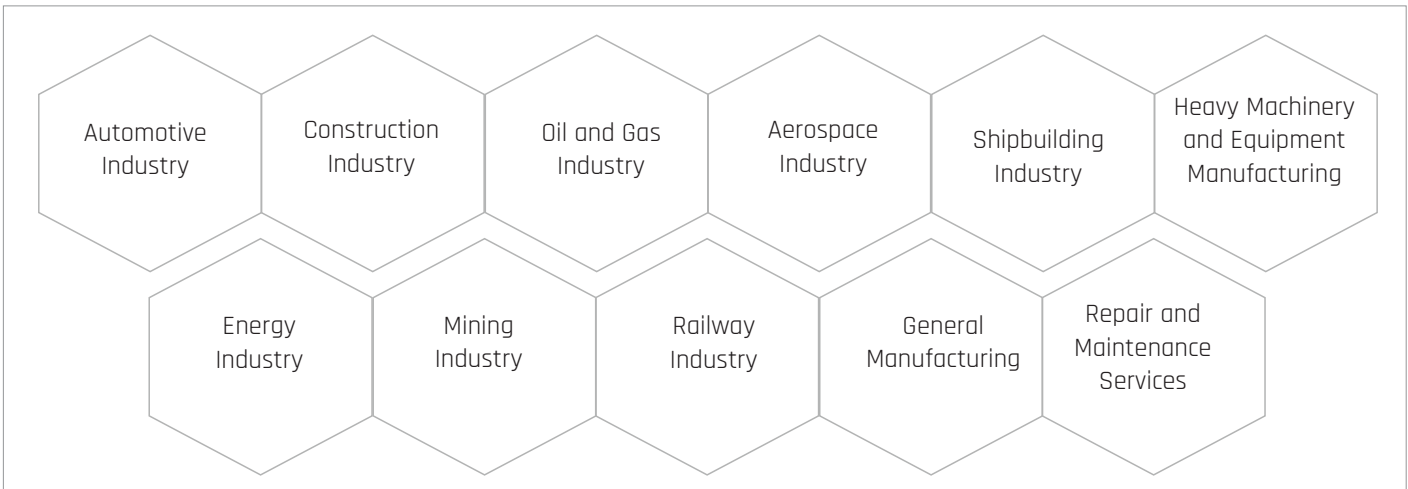 Automotive
Industry
Construction
Industry
Oil and Gas
Industry
Aerospace
Industry
Shipbuilding
Industry
Heavy Machinery
and Equipment
Manufacturing
Energy
Industry
Mining
Industry
Railway
Industry
General
Manufacturing
Repair and
Maintenance
Services